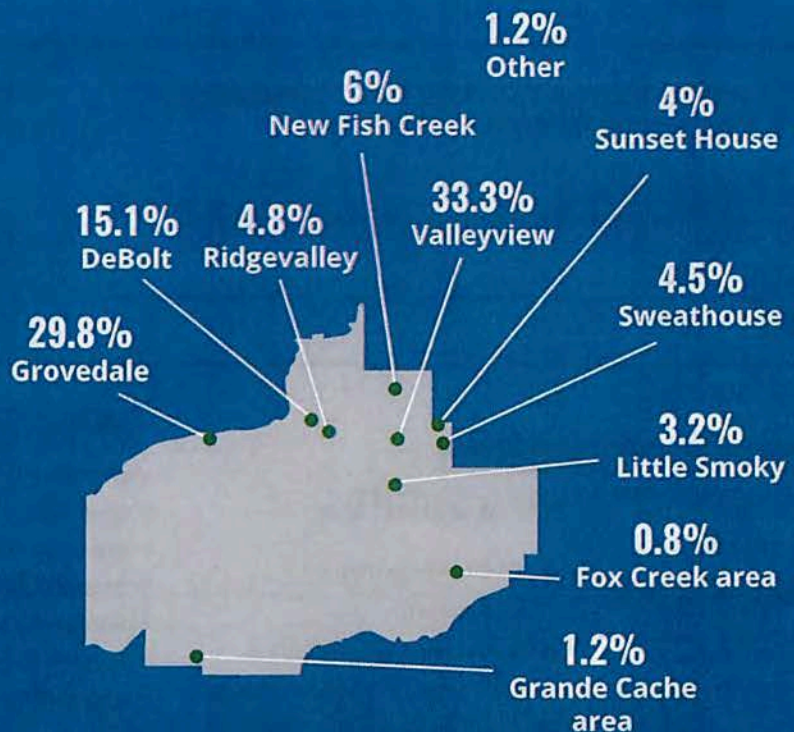 1.2%
Other
6%
New Fish Creek
4%
Sunset House
15.1%
DeBolt
4.8%
Ridgevalley
33.3%
Valleyview
4.5%
Sweathouse
29.8%
Grovedale
3.2%
Little Smoky
0.8%
Fox Creek area
1.2%
Grande Cache
area